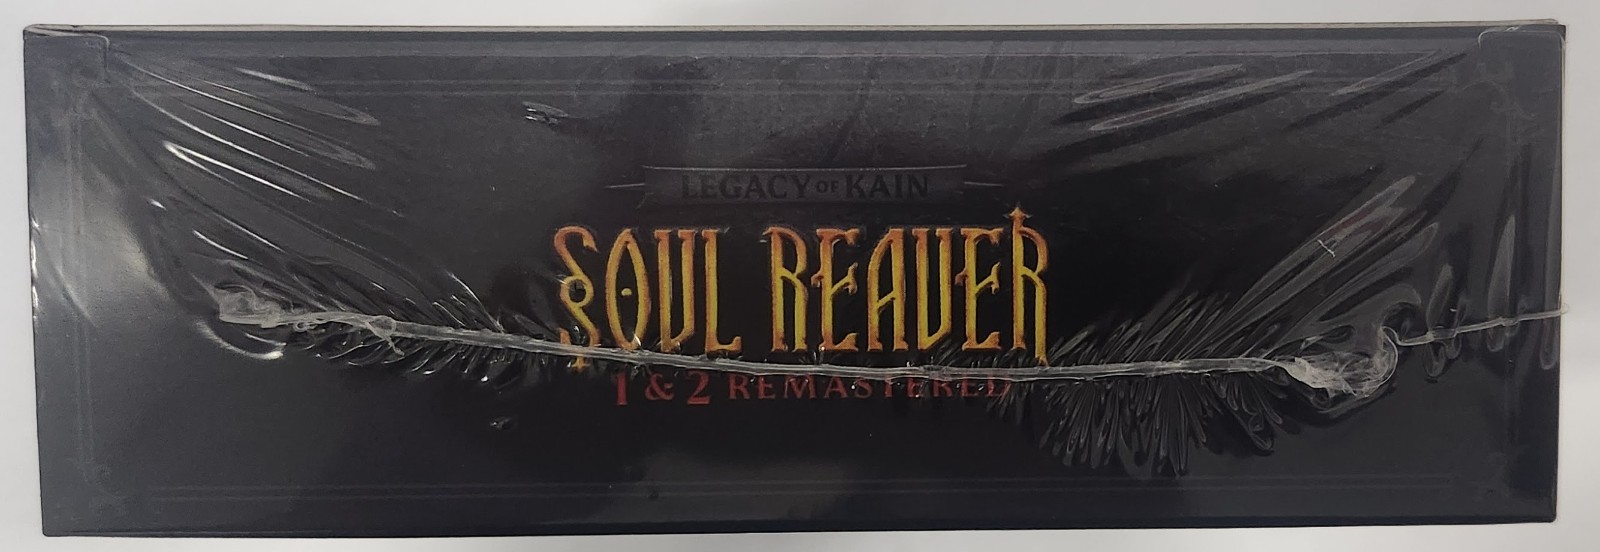 LEGACY OF KAIN
SOUL REAVER
1 & 2 REMASTERED